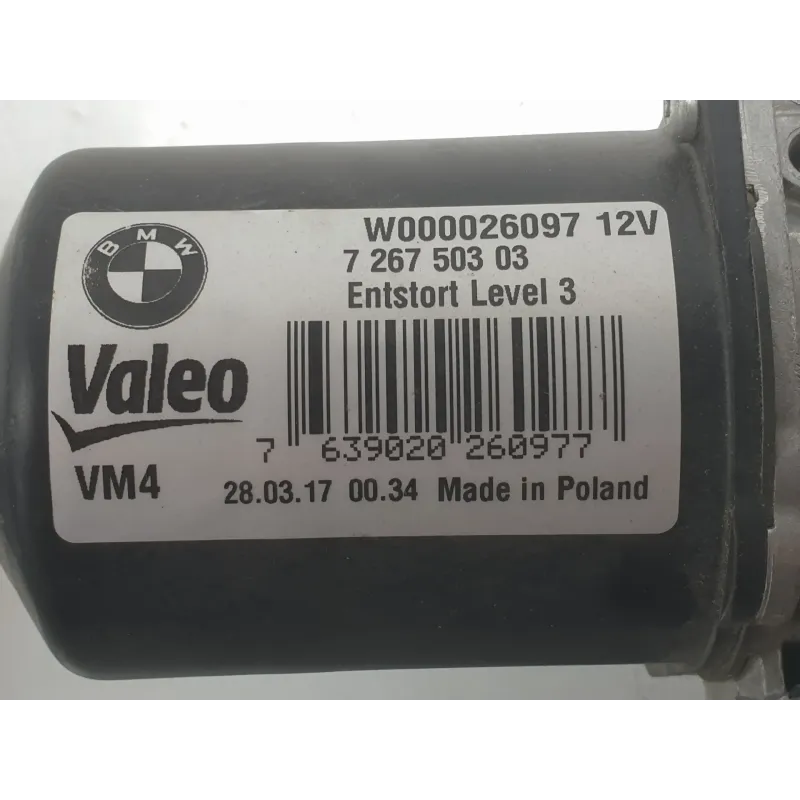 BMW
W000026097 12V
7 267 503 03
Entstort Level 3
Valeo
7 639020 260977
VM4
28.03.17 00.34 Made in Poland